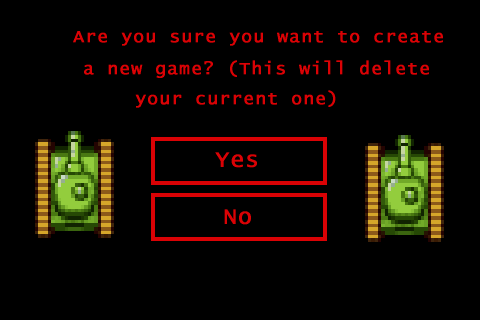 Are you sure you want to create
a new game? (This will delete
your current one)
Yes
No